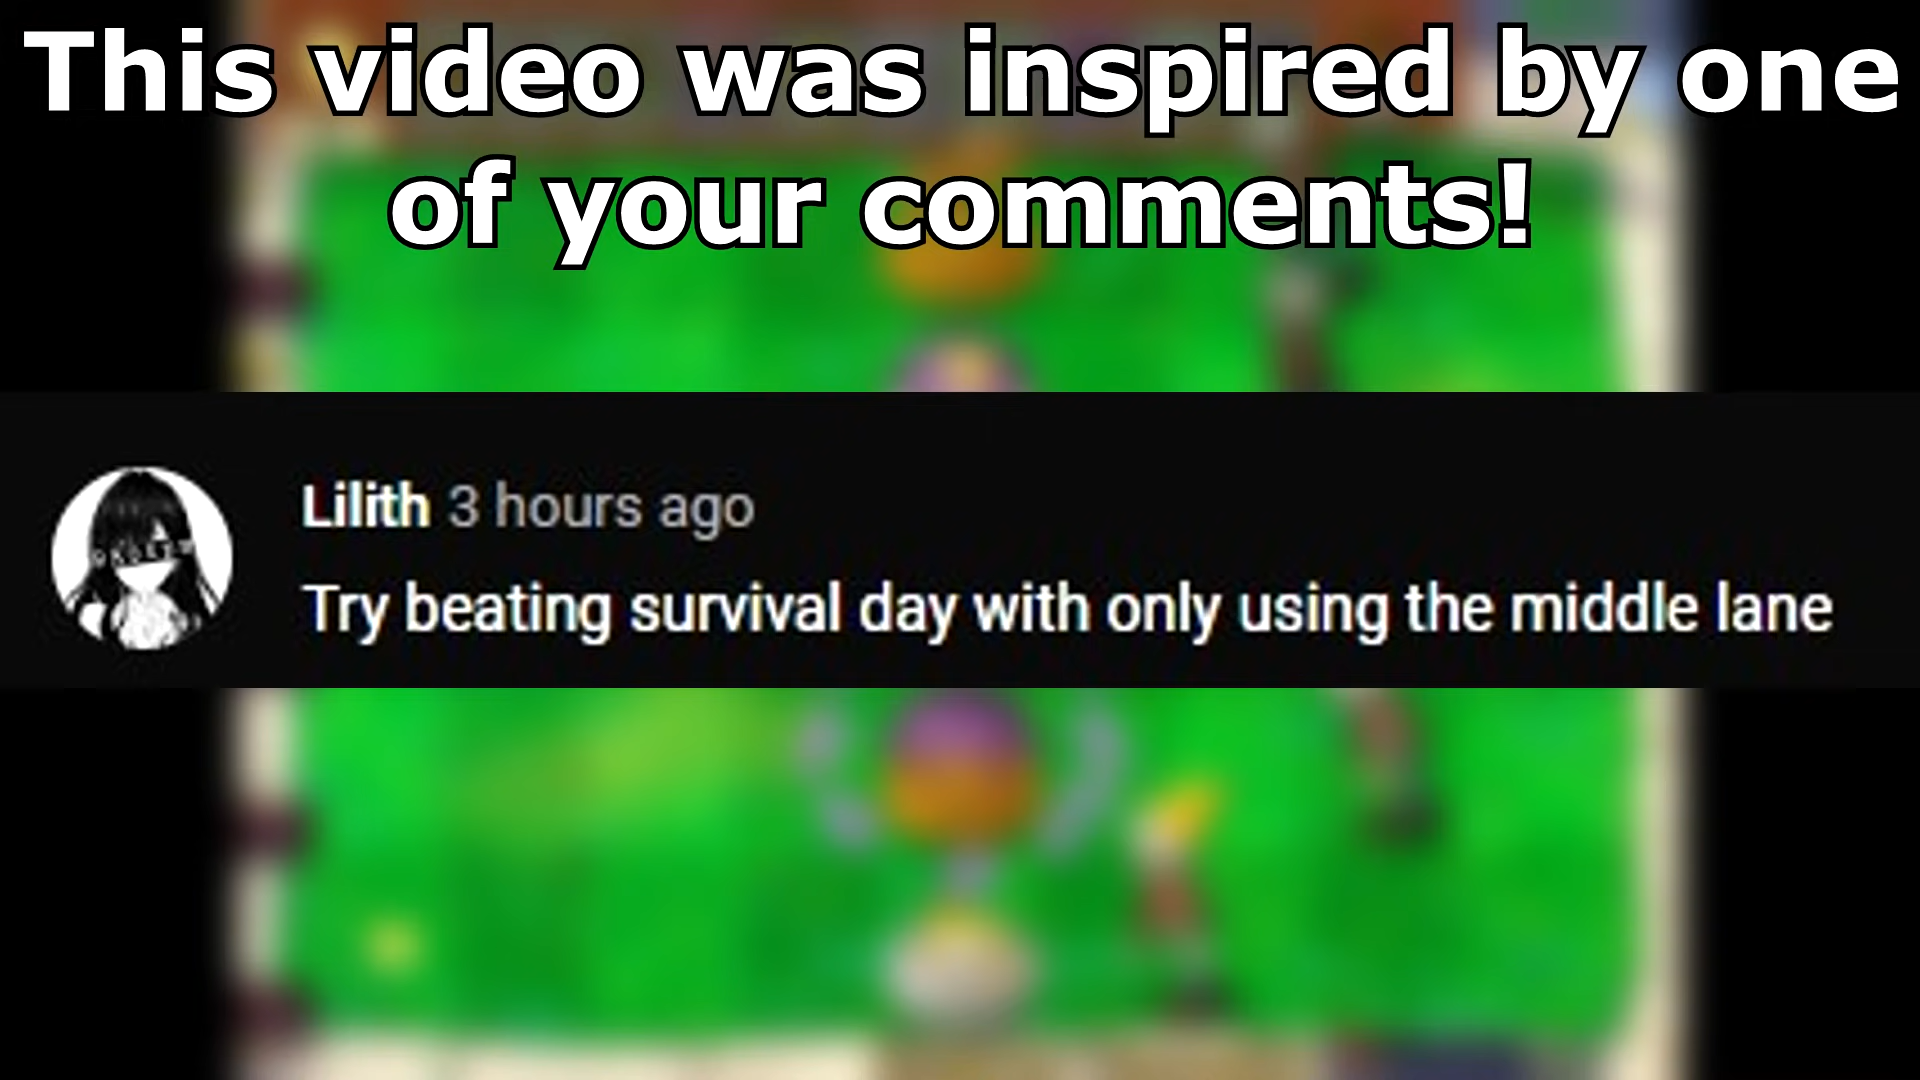 This video was inspired by one
of your comments!
Lilith 3 hours ago
Try beating survival day with only using the middle lane